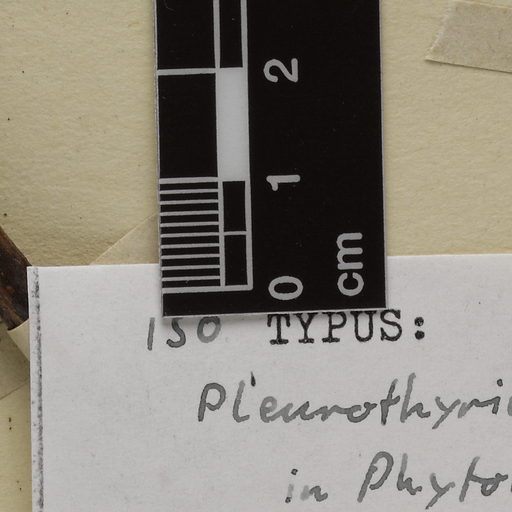 2
1
0
cm
ISO TYPUS:
Pleurothyri
in Phyto